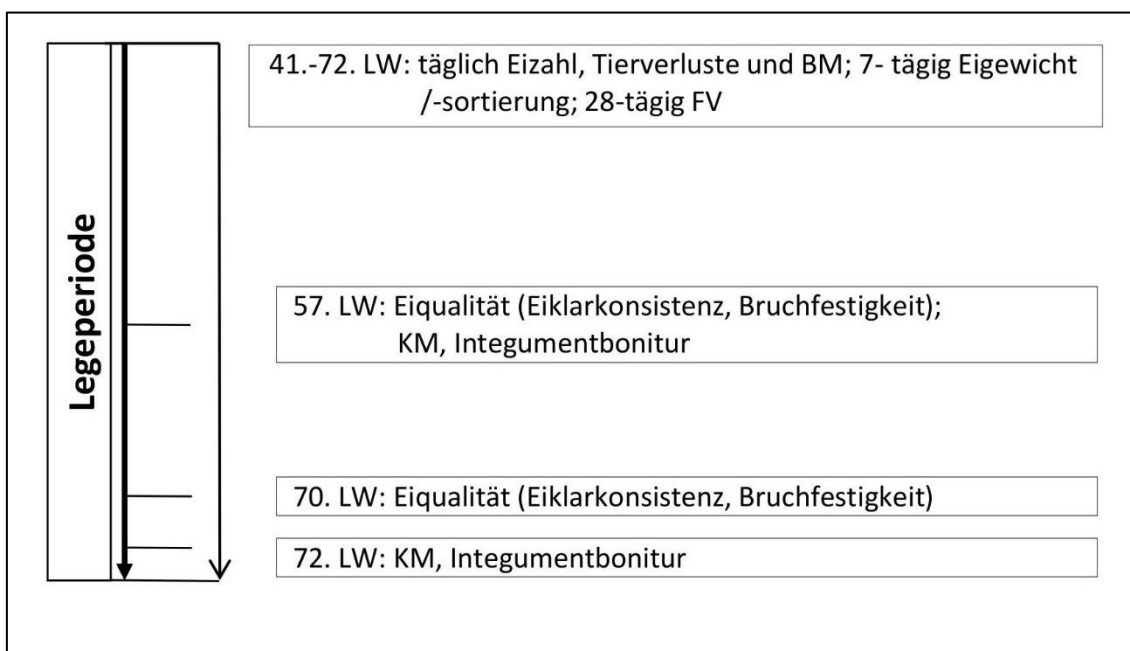 Legeperiode
41.-72. LW: täglich Eizahl, Tierverluste und BM; 7- tägig Eigewicht
/-sortierung; 28-tägig FV
57. LW: Eiqualität (Eiklarkonsistenz, Bruchfestigkeit);
KM, Integumentbonitur
70. LW: Eiqualität (Eiklarkonsistenz, Bruchfestigkeit)
72. LW: KM, Integumentbonitur